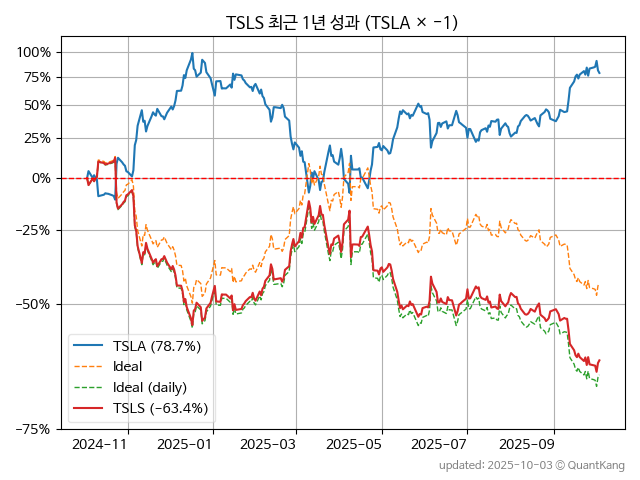 TSLS 최근 1년 성과 (TSLA × −1)
100%
75%
50%
25%
0%
−25%
−50%
−75%
TSLA (78.7%)
Ideal
Ideal (daily)
TSLS (−63.4%)
2024-11 2025-01 2025-03 2025-05 2025-07 2025-09
updated: 2025-10-03 © QuantKang